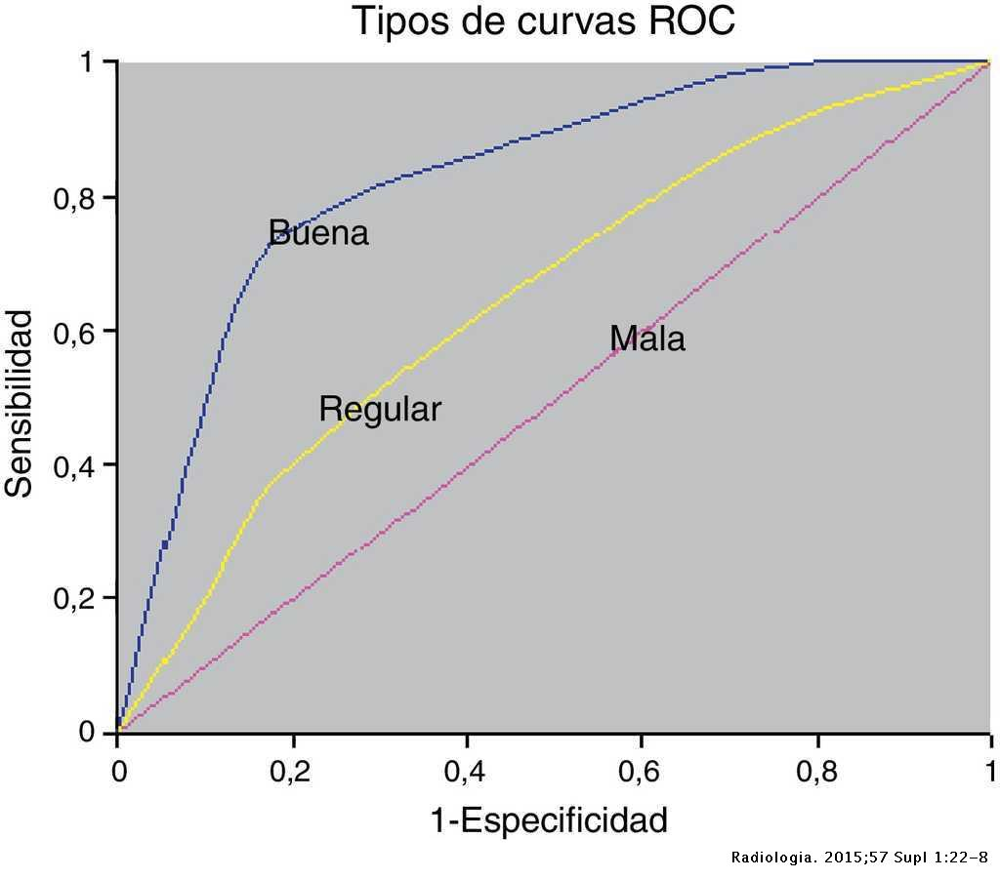 Tipos de curvas ROC
1
0,8
0,6
0,4
0,2
0
Sensibilidad
Buena
Mala
Regular
0
0,2
0,4
0,6
0,8
1
1-Especificidad
Radiologia. 2015;57 Supl 1:22-8